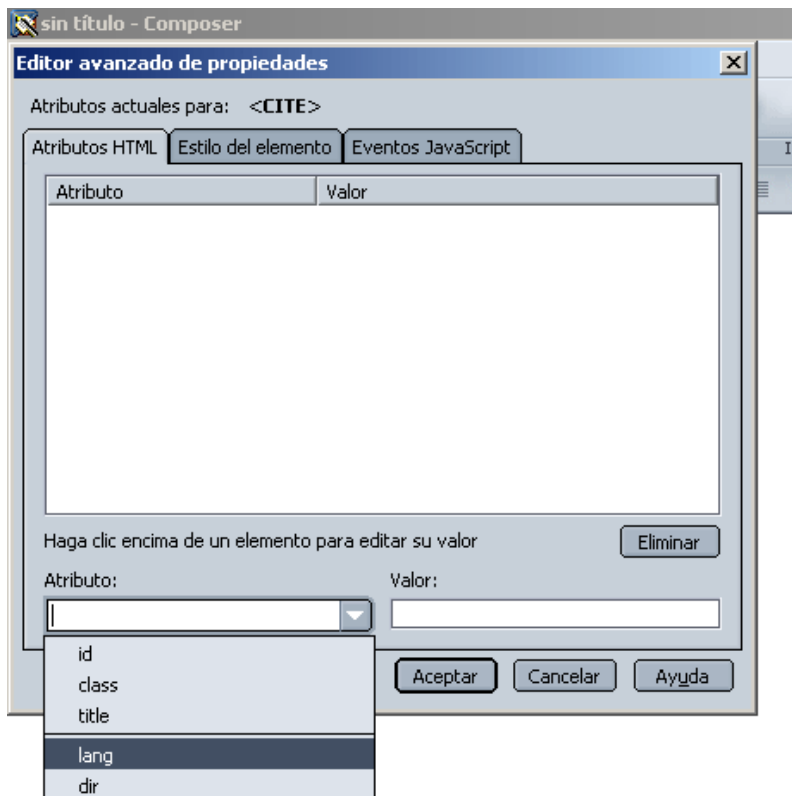 sin título - Composer
Editor avanzado de propiedades
Atributos actuales para: <CITE>
Atributos HTML Estilo del elemento Eventos JavaScript
Atributo Valor
Haga clic encima de un elemento para editar su valor Eliminar
Atributo: Valor:
id
class
title
lang
dir
Aceptar Cancelar Ayuda